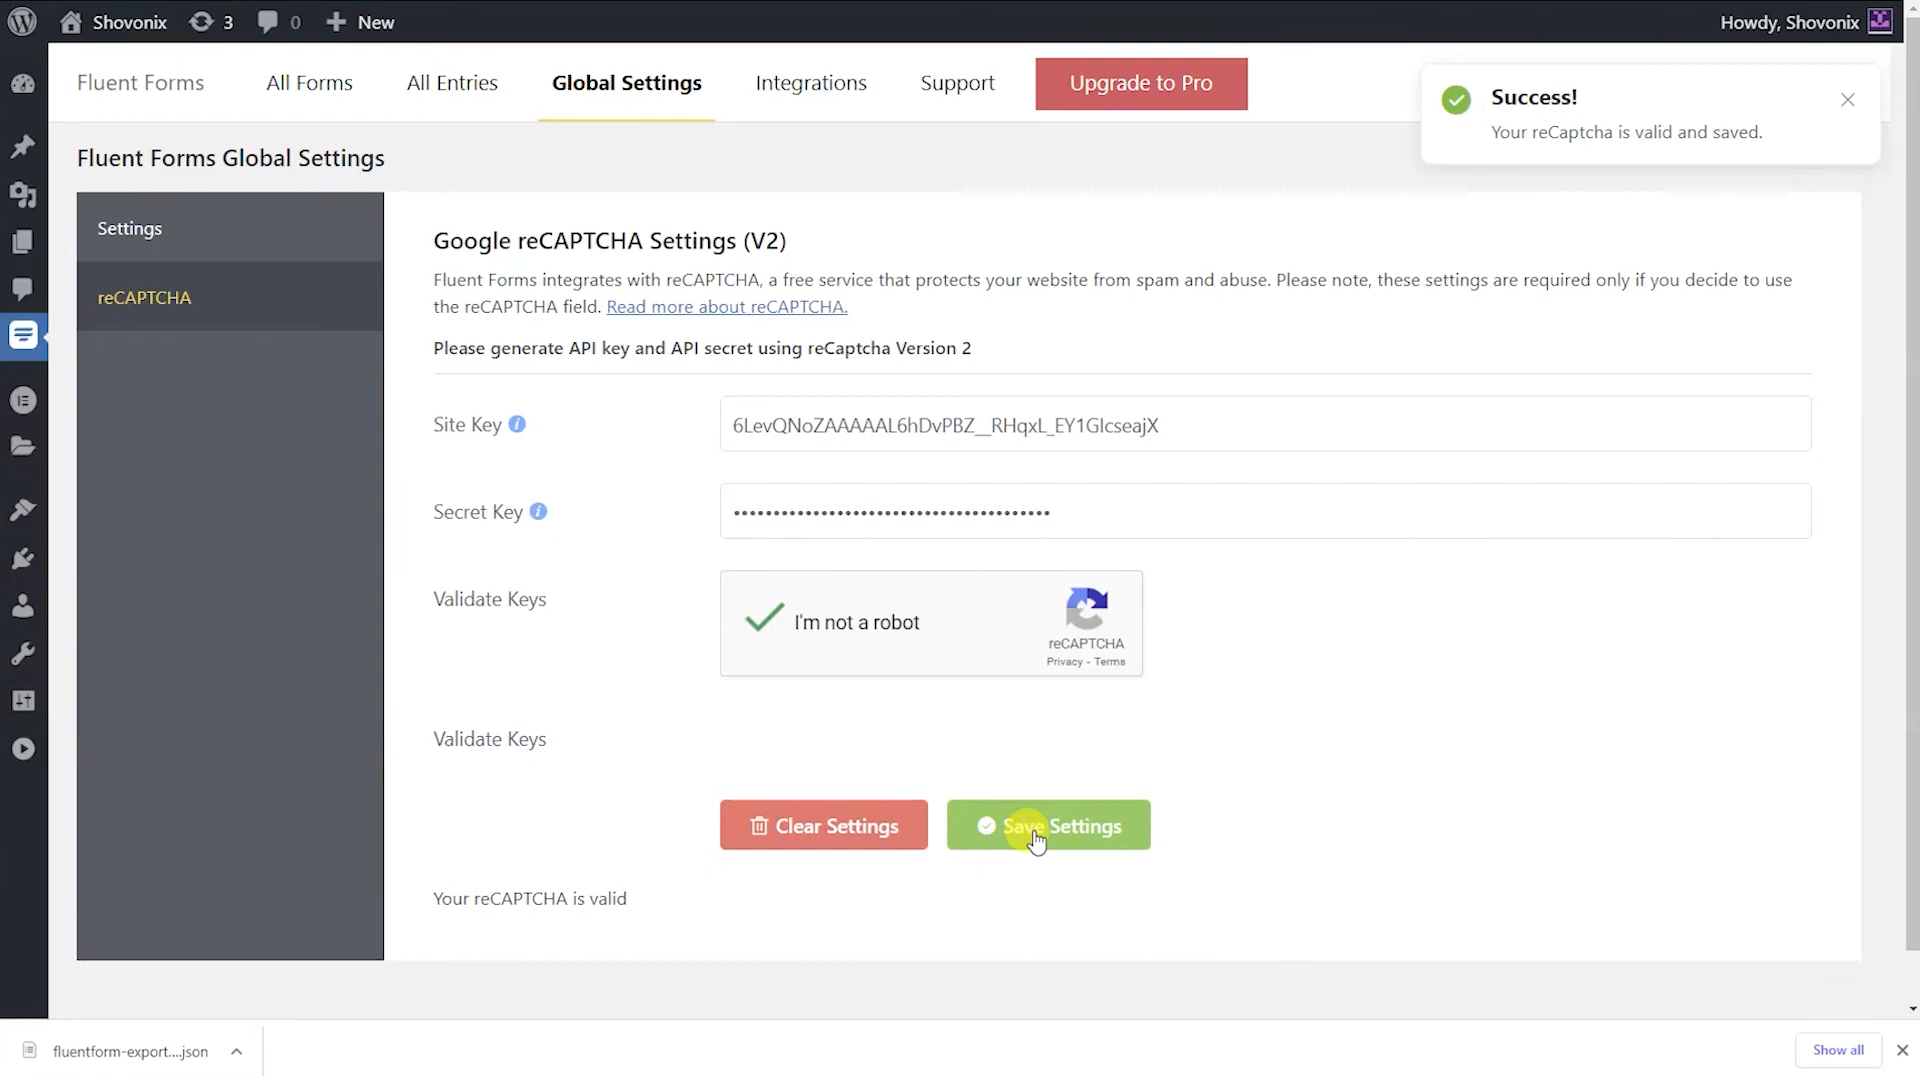 Shovonix 3 0 New Howdy, Shovonix
Fluent Forms All Forms All Entries Global Settings Integrations Support Upgrade to Pro
Success!
Your reCaptcha is valid and saved.
Fluent Forms Global Settings
Settings
reCAPTCHA
Google reCAPTCHA Settings (V2)
Fluent Forms integrates with reCAPTCHA, a free service that protects your website from spam and abuse. Please note, these settings are required only if you decide to use
the reCAPTCHA field. Read more about reCAPTCHA.
Please generate API key and API secret using reCaptcha Version 2
Site Key 6LevQNoZAAAAAL6hDvPBZ__RHqxL_EY1GlcseajX
Secret Key
Validate Keys
I'm not a robot
reCAPTCHA
Privacy - Terms
Validate Keys
Clear Settings Save Settings
Your reCAPTCHA is valid
fluentform-export....json Show all